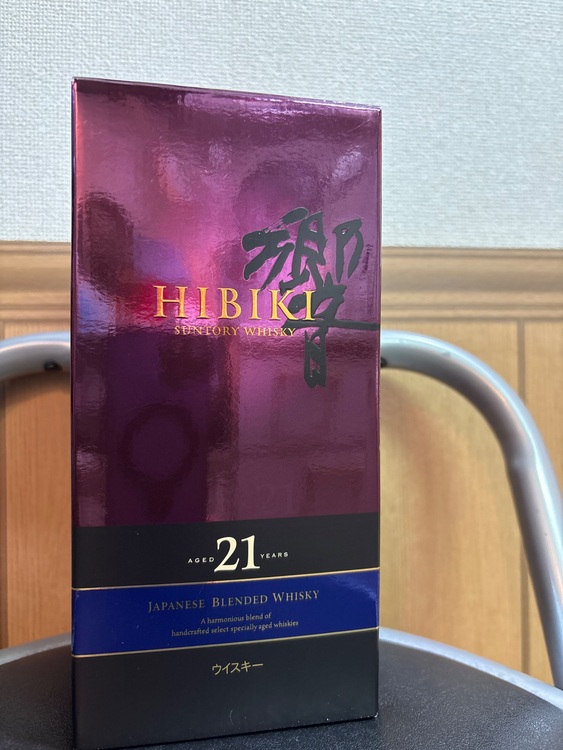 響
HIBIKI
SUNTORY WHISKY
AGED 21 YEARS
JAPANESE BLENDED WHISKY
A harmonious blend of
handcrafted select specially aged whiskies
ウイスキー